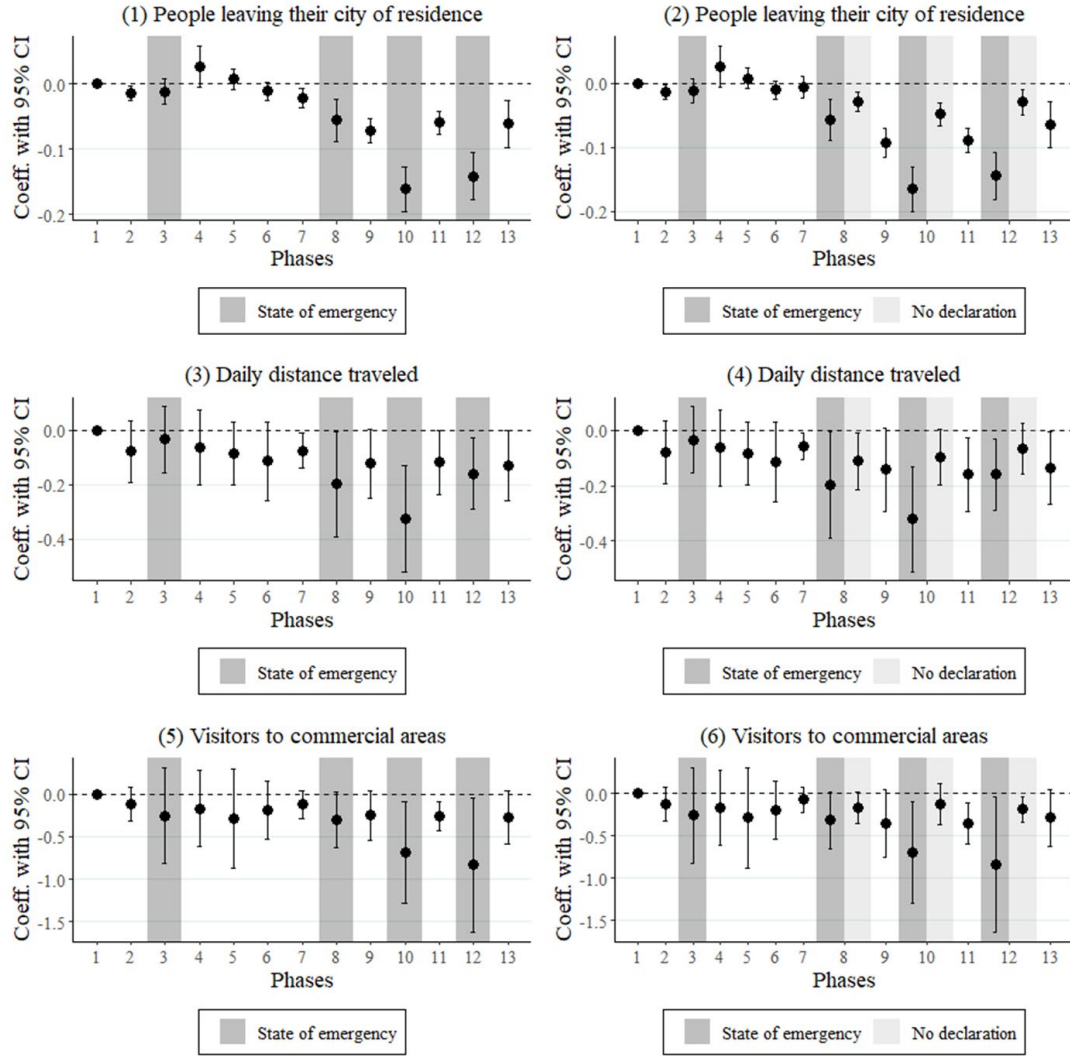 (1) People leaving their city of residence
Coeff. with 95% CI
0.0
-0.1
-0.2
1 2 3 4 5 6 7 8 9 10 11 12 13
Phases
State of emergency
(2) People leaving their city of residence
Coeff. with 95% CI
0.0
-0.1
-0.2
1 2 3 4 5 6 7 8 9 10 11 12 13
Phases
State of emergency No declaration
(3) Daily distance traveled
Coeff. with 95% CI
0.0
-0.2
-0.4
1 2 3 4 5 6 7 8 9 10 11 12 13
Phases
State of emergency
(4) Daily distance traveled
Coeff. with 95% CI
0.0
-0.2
-0.4
1 2 3 4 5 6 7 8 9 10 11 12 13
Phases
State of emergency No declaration
(5) Visitors to commercial areas
Coeff. with 95% CI
0.0
-0.5
-1.0
-1.5
1 2 3 4 5 6 7 8 9 10 11 12 13
Phases
State of emergency
(6) Visitors to commercial areas
Coeff. with 95% CI
0.0
-0.5
-1.0
-1.5
1 2 3 4 5 6 7 8 9 10 11 12 13
Phases
State of emergency No declaration